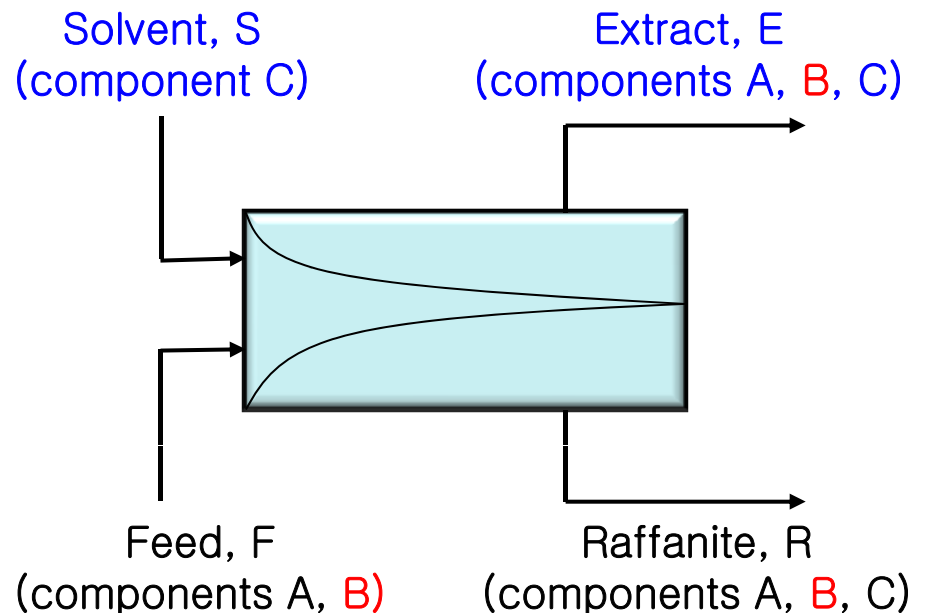 Solvent, S
(component C)
Extract, E
(components A, B, C)
Feed, F
(components A, B)
Raffanite, R
(components A, B, C)